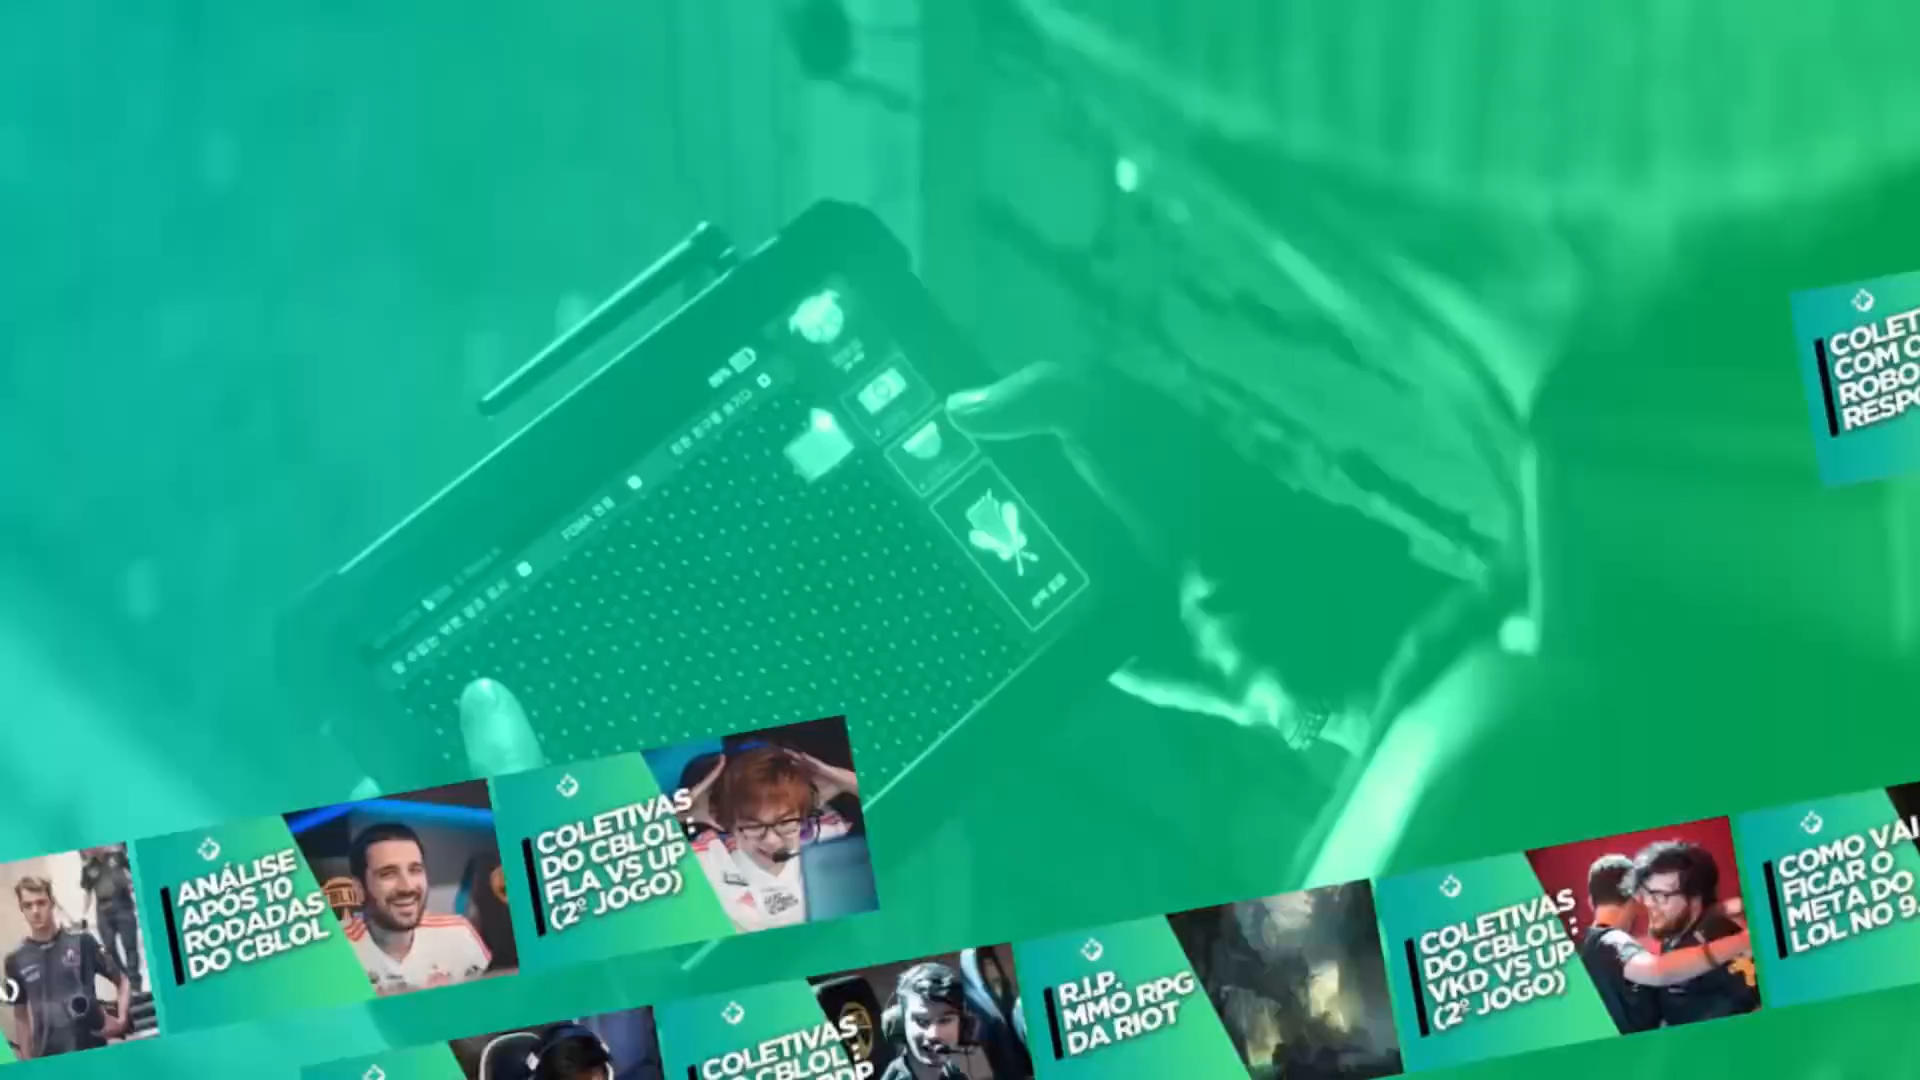 COLET
COM O
ROBO
RESPO
ANÁLISE
APÓS 10
RODADAS
DO CBLOL
COLETIVAS
DO CBLOL:
FLA VS UP
(2º JOGO)
COLETIVAS
R.I.P.
MMO RPG
DA RIOT
COLETIVAS
DO CBLOL:
VKD VS UP
(2º JOGO)
COMO VAI
FICAR O
META DO
LOL NO 9.